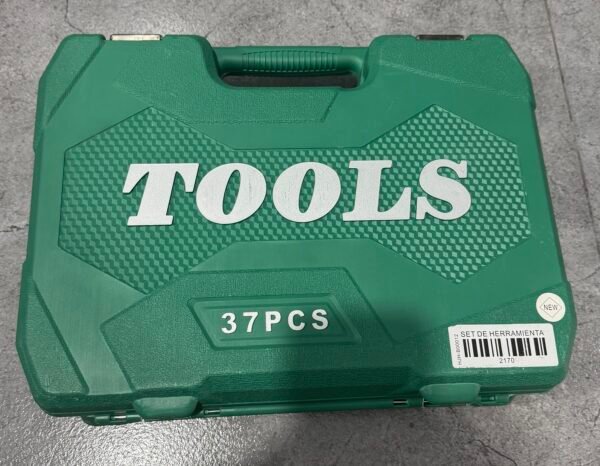 TOOLS
37PCS
NEW
SET DE HERRAMIENTA
2170